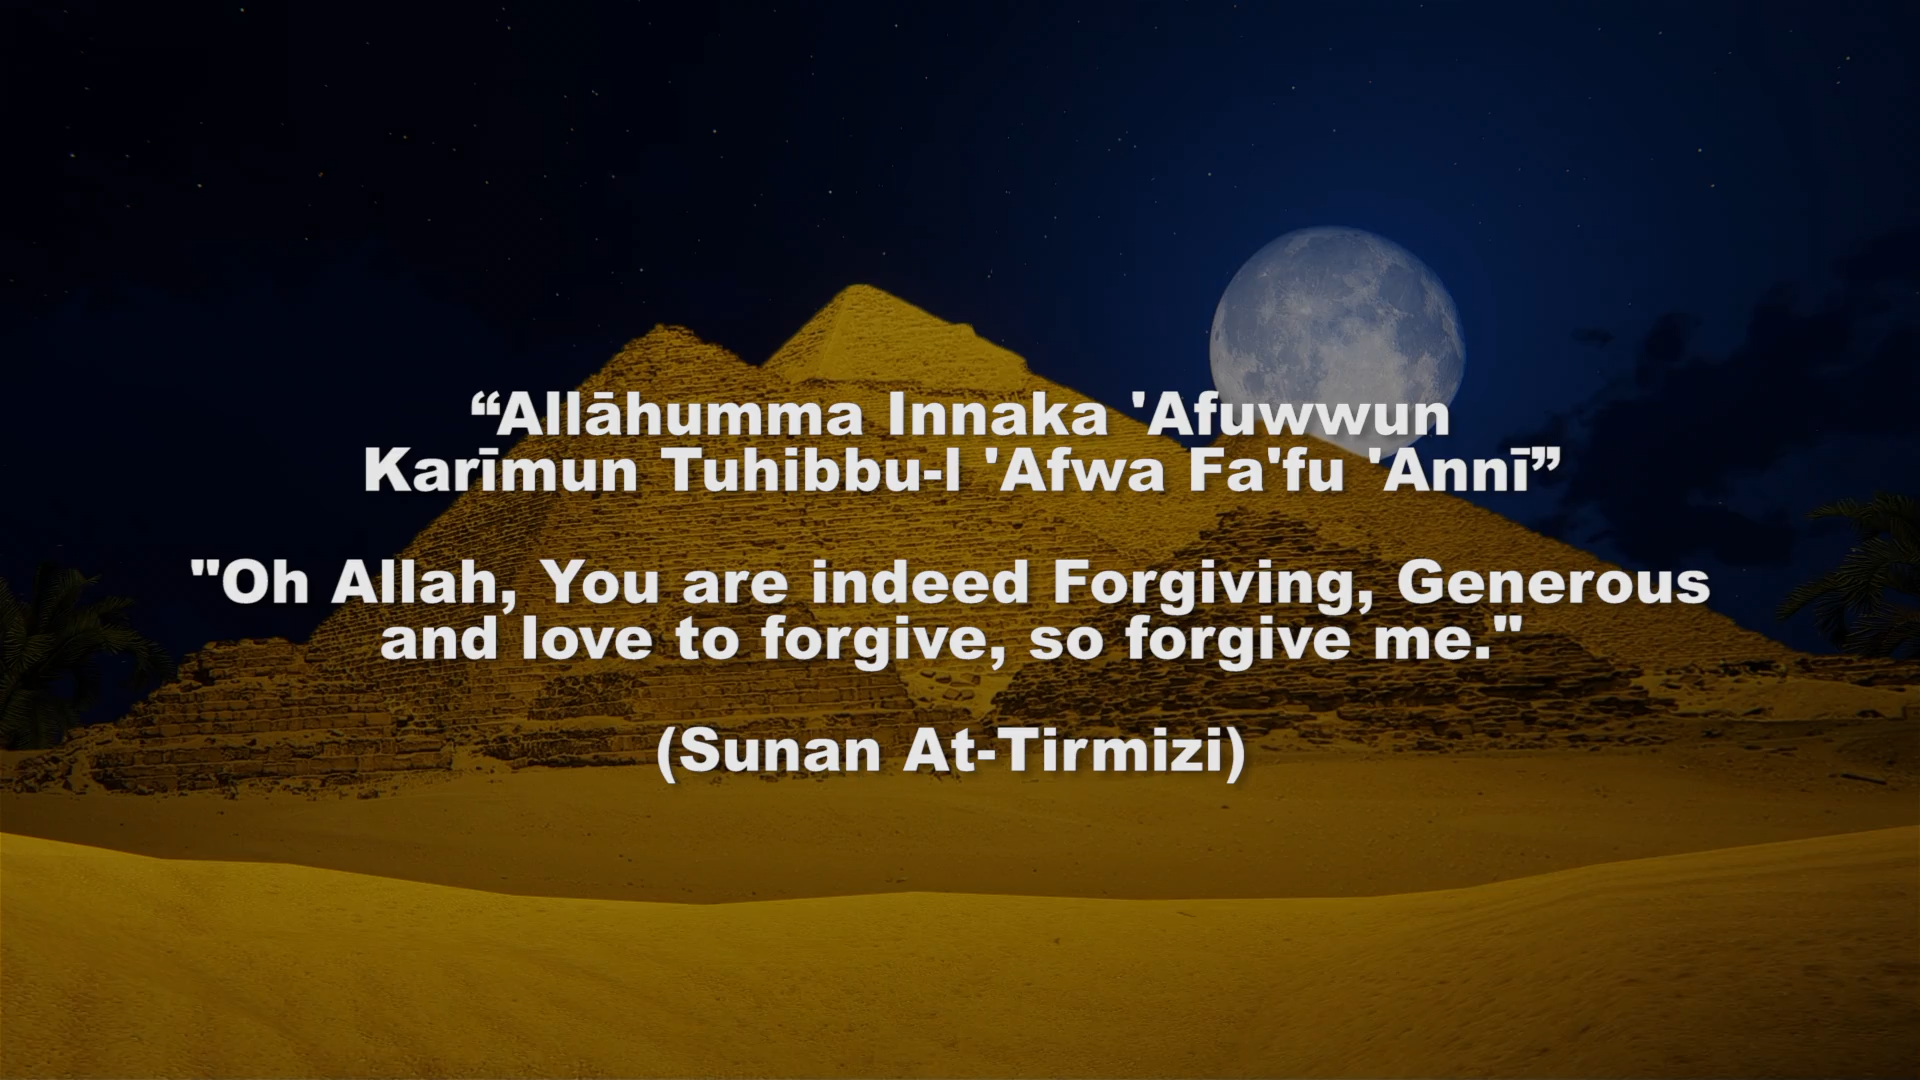 “Allāhumma Innaka 'Afuwwun
Karīmun Tuhibbu-l 'Afwa Fa'fu 'Annī”
"Oh Allah, You are indeed Forgiving, Generous
and love to forgive, so forgive me."
(Sunan At-Tirmizi)